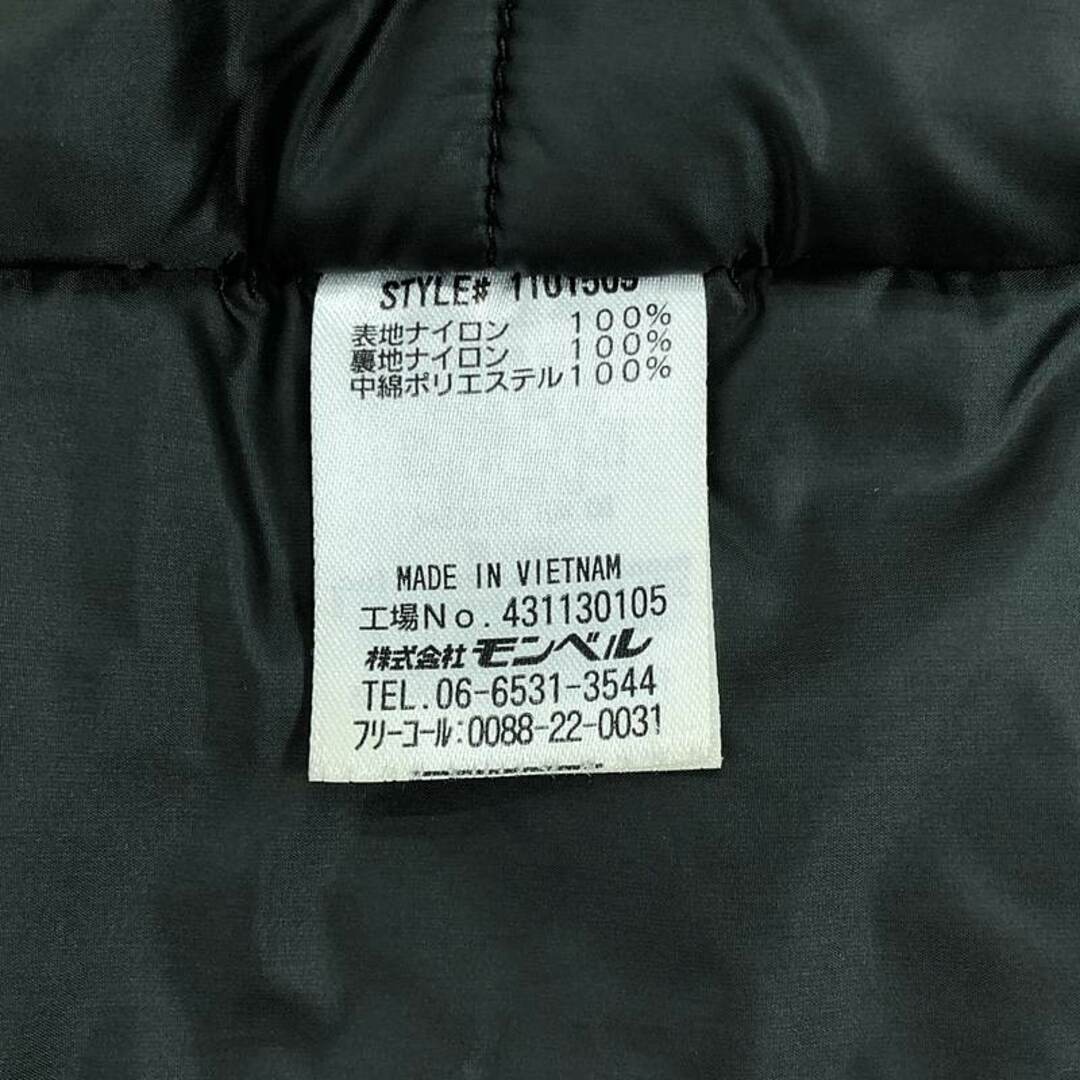 STYLE# 1101509
表地ナイロン 100%
裏地ナイロン 100%
中綿ポリエステル100%
MADE IN VIETNAM
工場No.431130105
株式会社モンベル
TEL.06-6531-3544
フリーコール:0088-22-0031